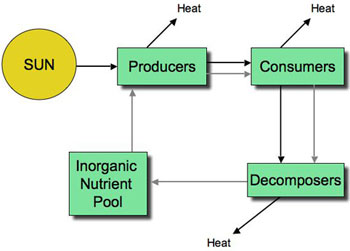 Heat
Heat
SUN
Producers
Consumers
Inorganic
Nutrient
Pool
Decomposers
Heat